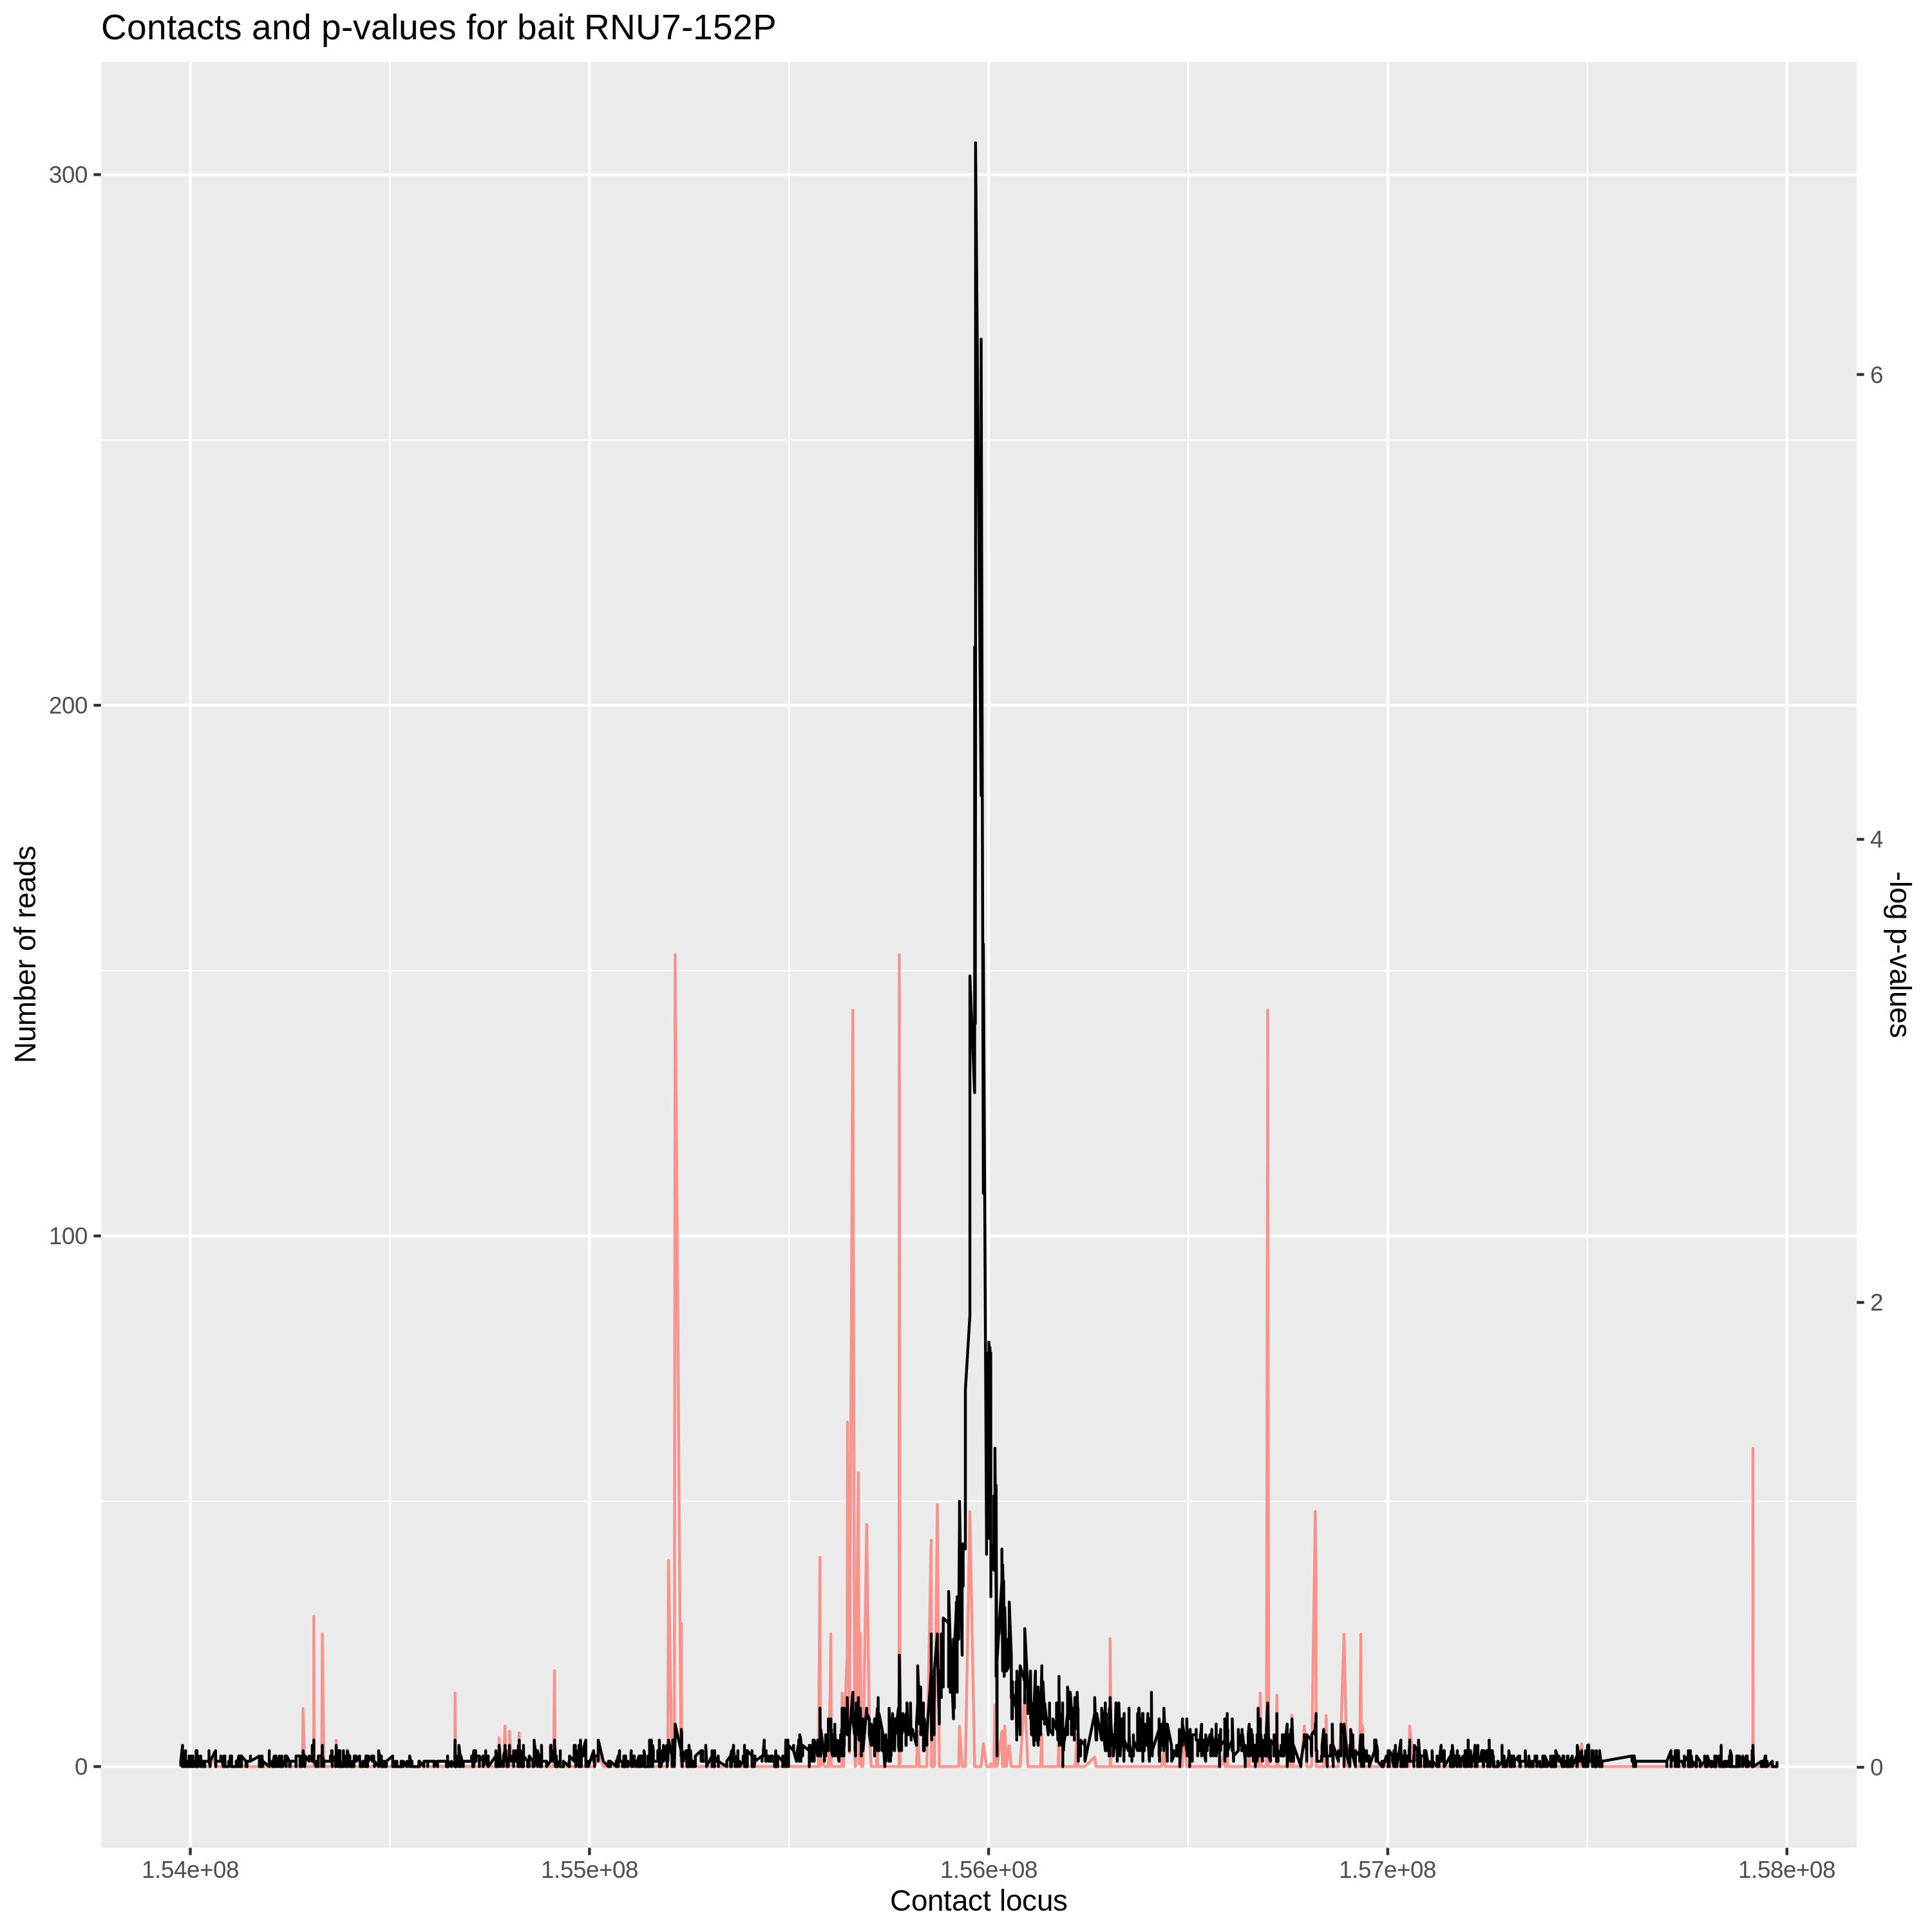 Contacts and p-values for bait RNU7-152P
300
200
100
0
Number of reads
6
4
2
0
-log p-values
1.54e+08
1.55e+08
1.56e+08
1.57e+08
1.58e+08
Contact locus